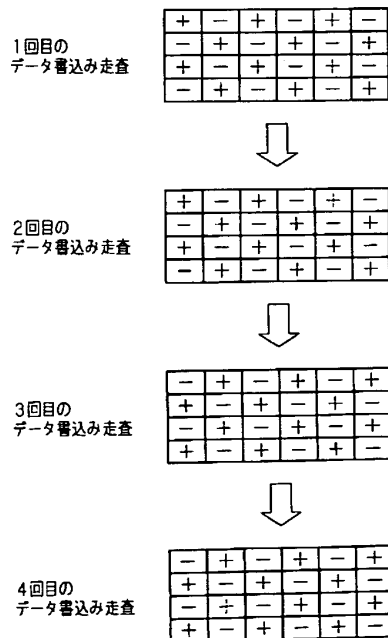 + - + - + -
1回目の
データ書込み走査
- + - + - +
+ - + - + -
- + - + - +
+ - + - + -
2回目の
データ書込み走査
- + - + - +
+ - + - + -
- + - + - +
- + - + - +
3回目の
データ書込み走査
+ - + - + -
- + - + - +
+ - + - + -
- + - + - +
4回目の
データ書込み走査
+ - + - + -
- + - + - +
+ - + - + -